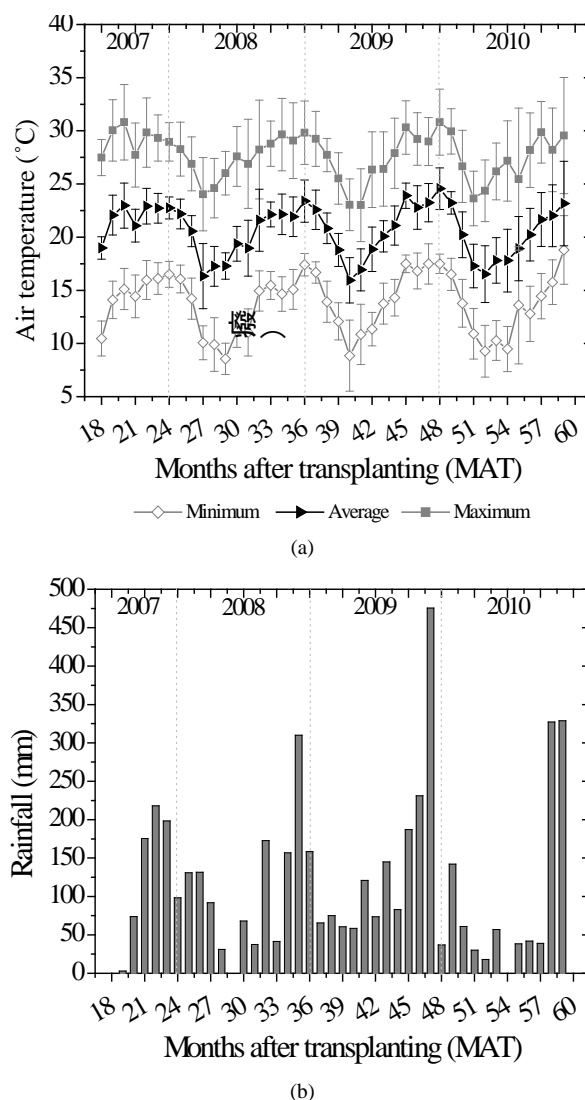 40
35
30
25
20
15
10
5
Air temperature (°C)
2007 2008 2009 2010
癈）
18 21 24 27 30 33 36 39 42 45 48 51 54 57 60
Months after transplanting (MAT)
Minimum Average Maximum
(a)
500
450
400
350
300
250
200
150
100
50
0
Rainfall (mm)
2007 2008 2009 2010
18 21 24 27 30 33 36 39 42 45 48 51 54 57 60
Months after transplanting (MAT)
(b)